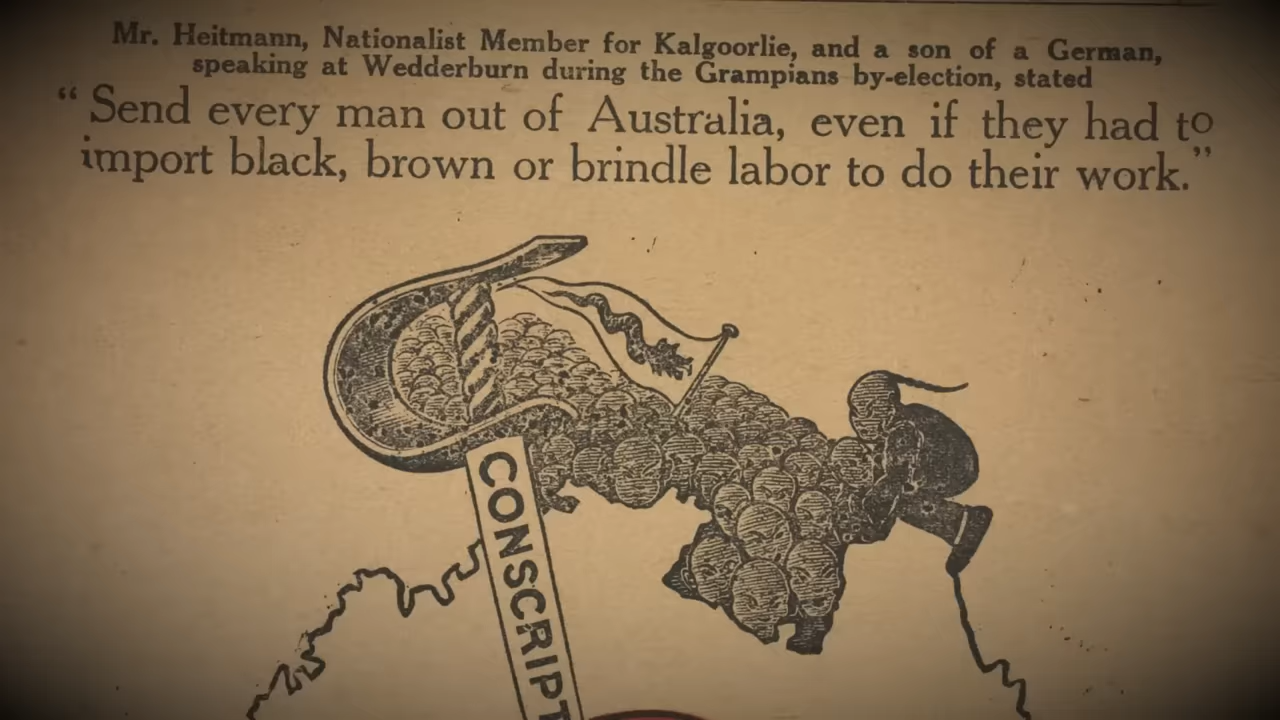 Mr. Heitmann, Nationalist Member for Kalgoorlie, and a son of a German,
speaking at Wedderburn during the Grampians by-election, stated
“ Send every man out of Australia, even if they had to
import black, brown or brindle labor to do their work.”
CONSCRIPT